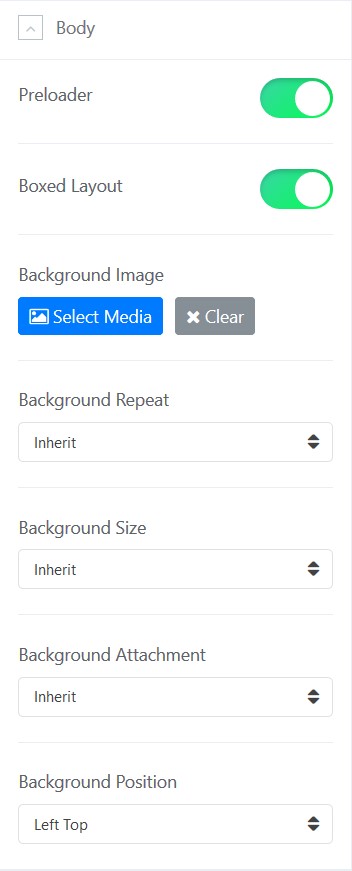 Body
Preloader
Boxed Layout
Background Image
Select Media Clear
Background Repeat
Inherit
Background Size
Inherit
Background Attachment
Inherit
Background Position
Left Top